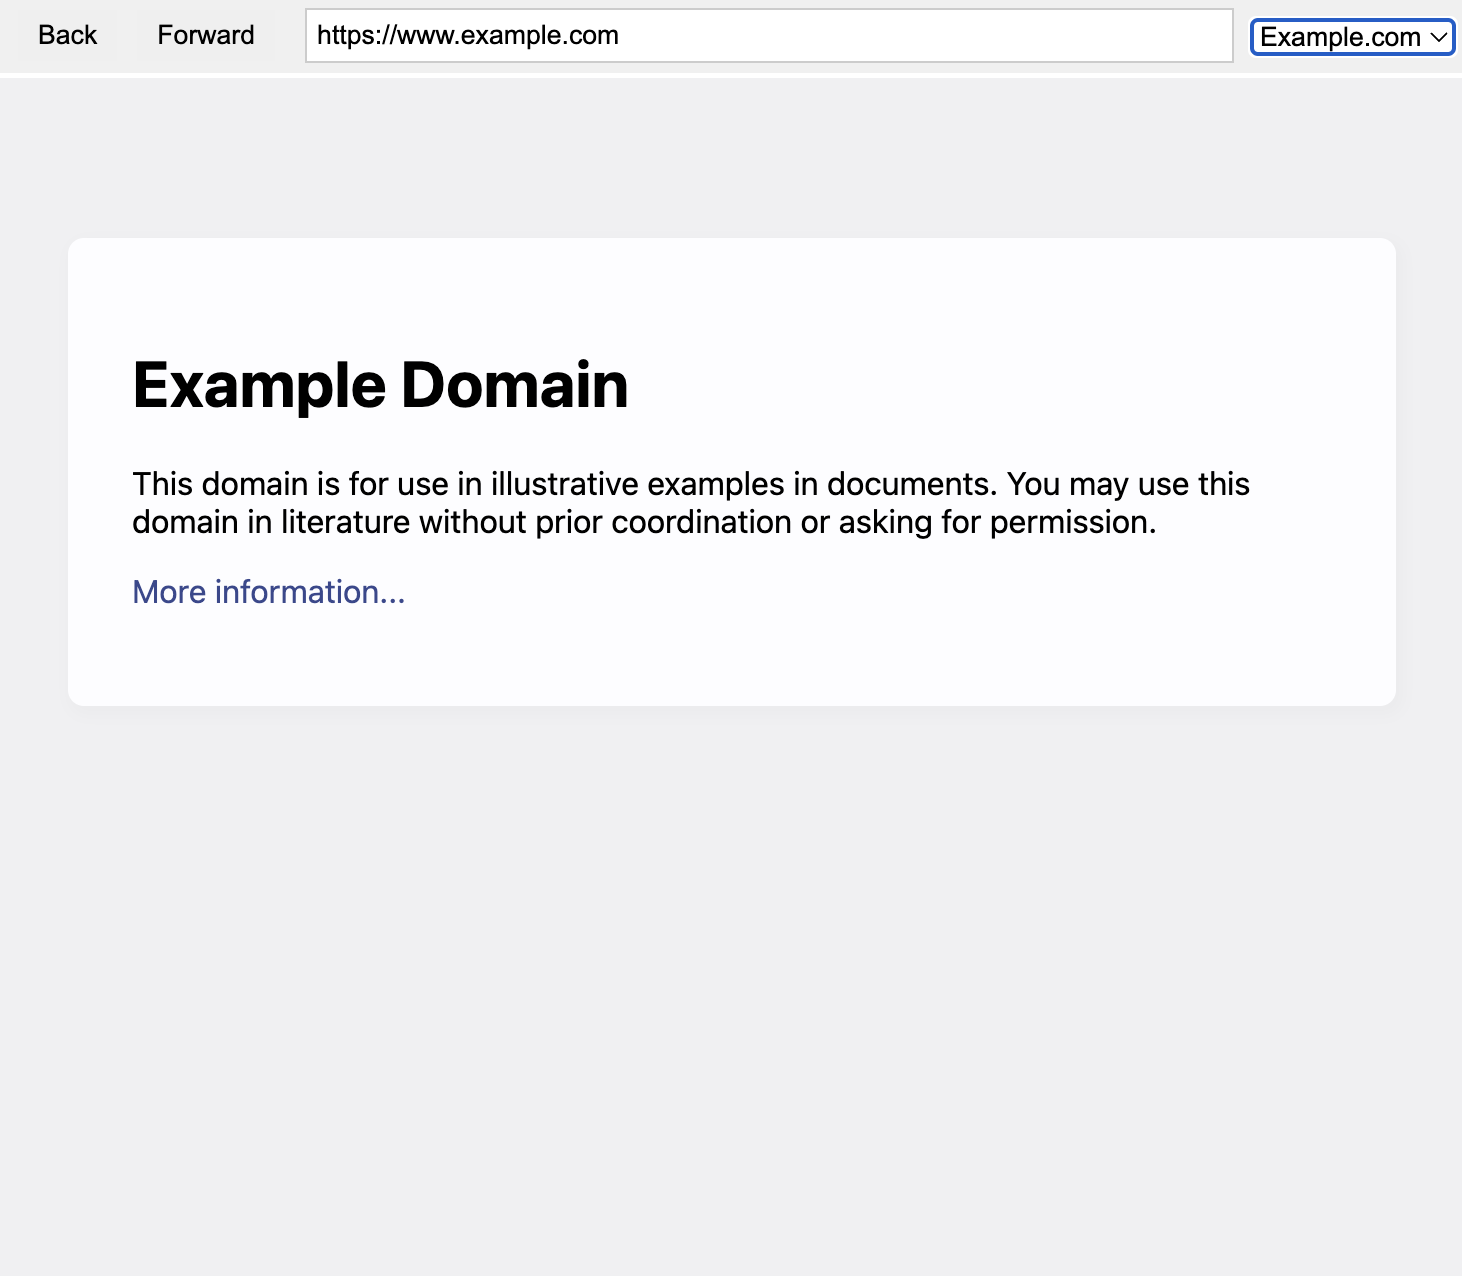 Back Forward https://www.example.com Example.com
Example Domain
This domain is for use in illustrative examples in documents. You may use this
domain in literature without prior coordination or asking for permission.
More information...